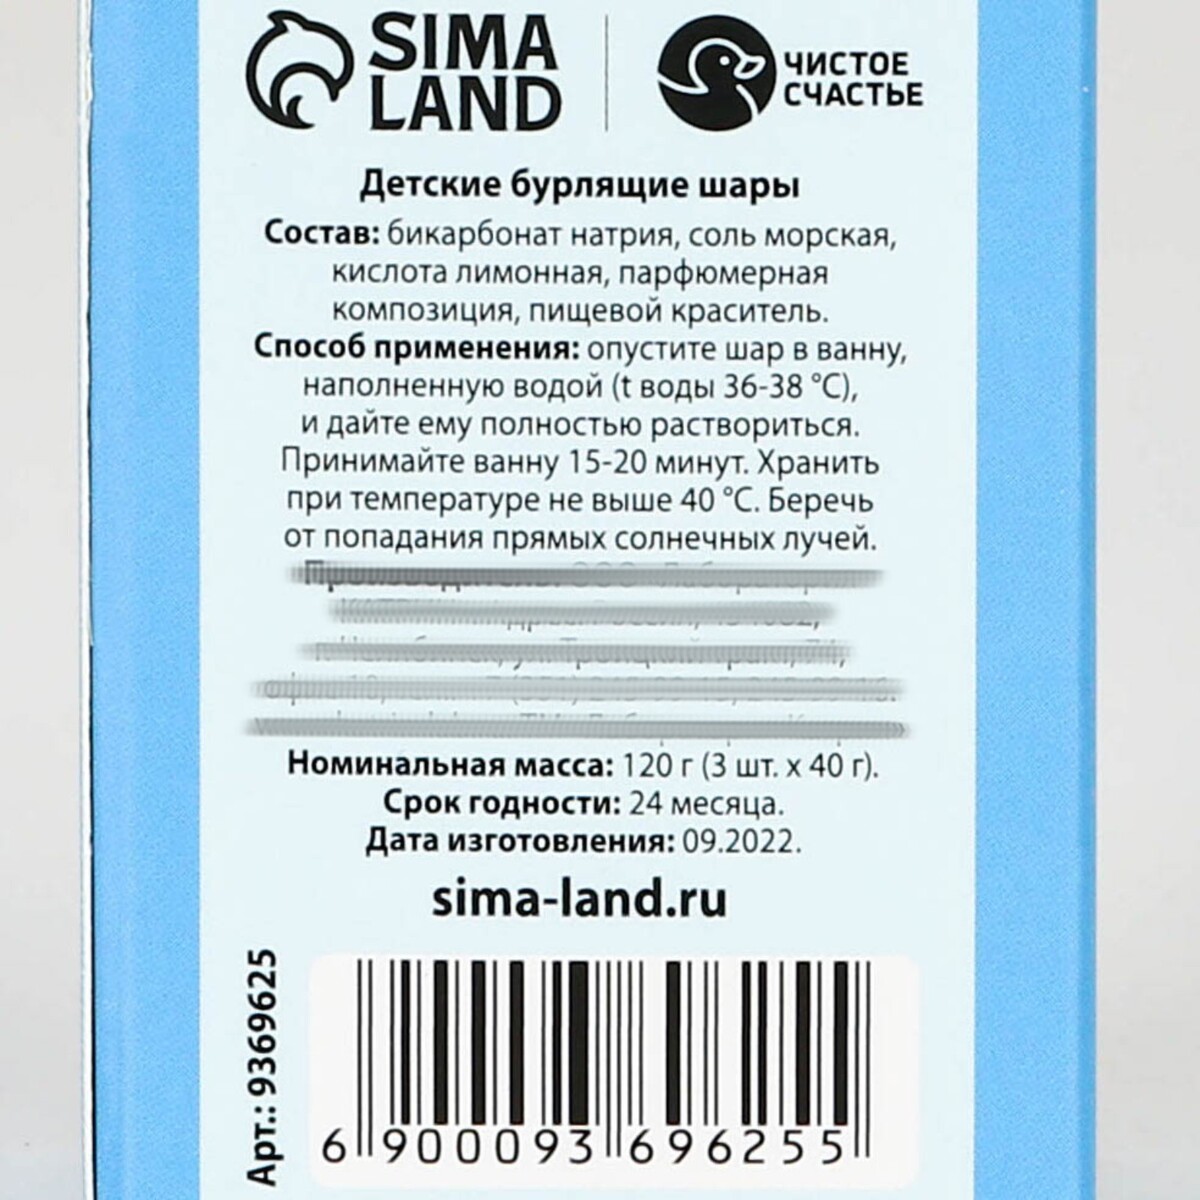 SIMA
LAND
ЧИСТОЕ
СЧАСТЬЕ
Детские бурлящие шары
Состав: бикарбонат натрия, соль морская,
кислота лимонная, парфюмерная
композиция, пищевой краситель.
Способ применения: опустите шар в ванну,
наполненную водой (t воды 36-38 °C),
и дайте ему полностью раствориться.
Принимайте ванну 15-20 минут. Хранить
при температуре не выше 40 °C. Беречь
от попадания прямых солнечных лучей.
Номинальная масса: 120 г (3 шт. х 40 г).
Срок годности: 24 месяца.
Дата изготовления: 09.2022.
sima-land.ru
Арт.: 9369625
6 900093 696255